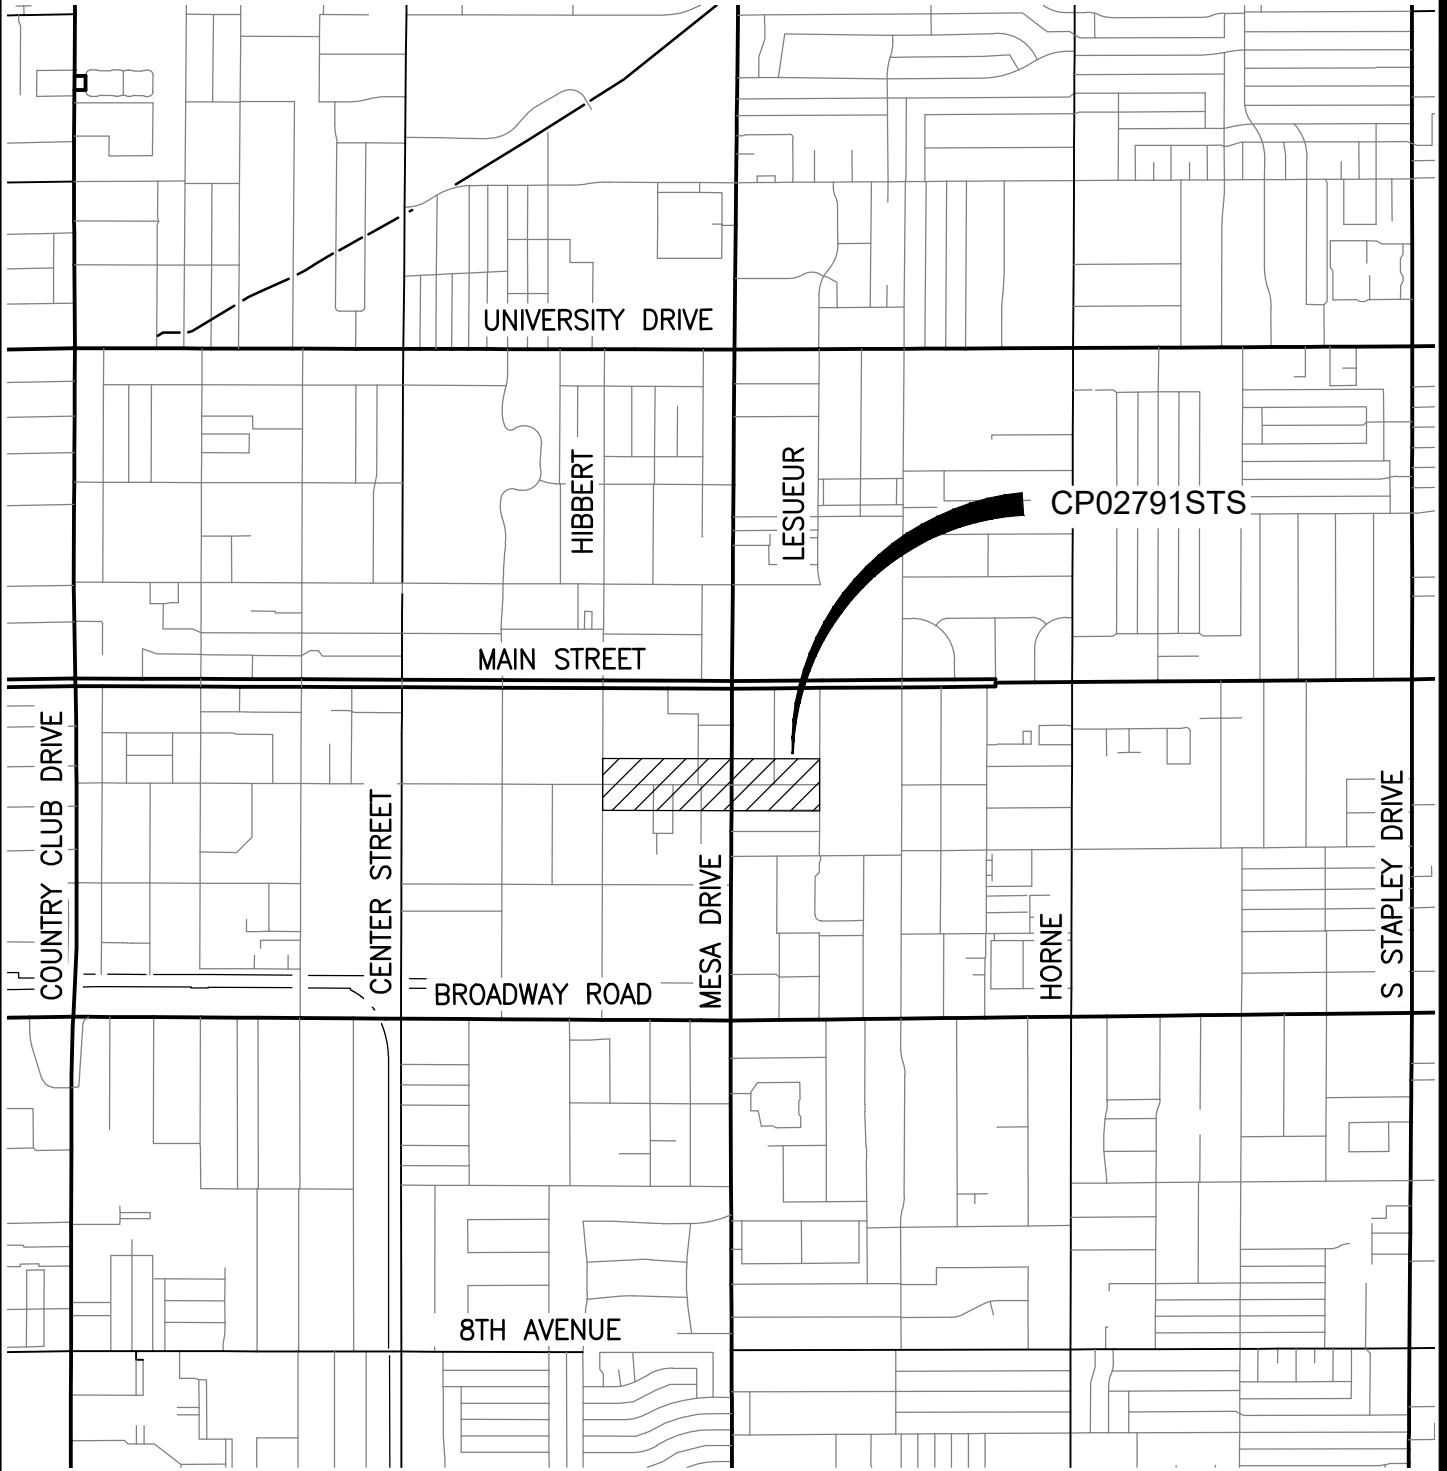 UNIVERSITY DRIVE
HIBBERT
LESUEUR
CP02791STS
MAIN STREET
COUNTRY CLUB DRIVE
CENTER STREET
MESA DRIVE
HORNE
S STAPLEY DRIVE
BROADWAY ROAD
8TH AVENUE